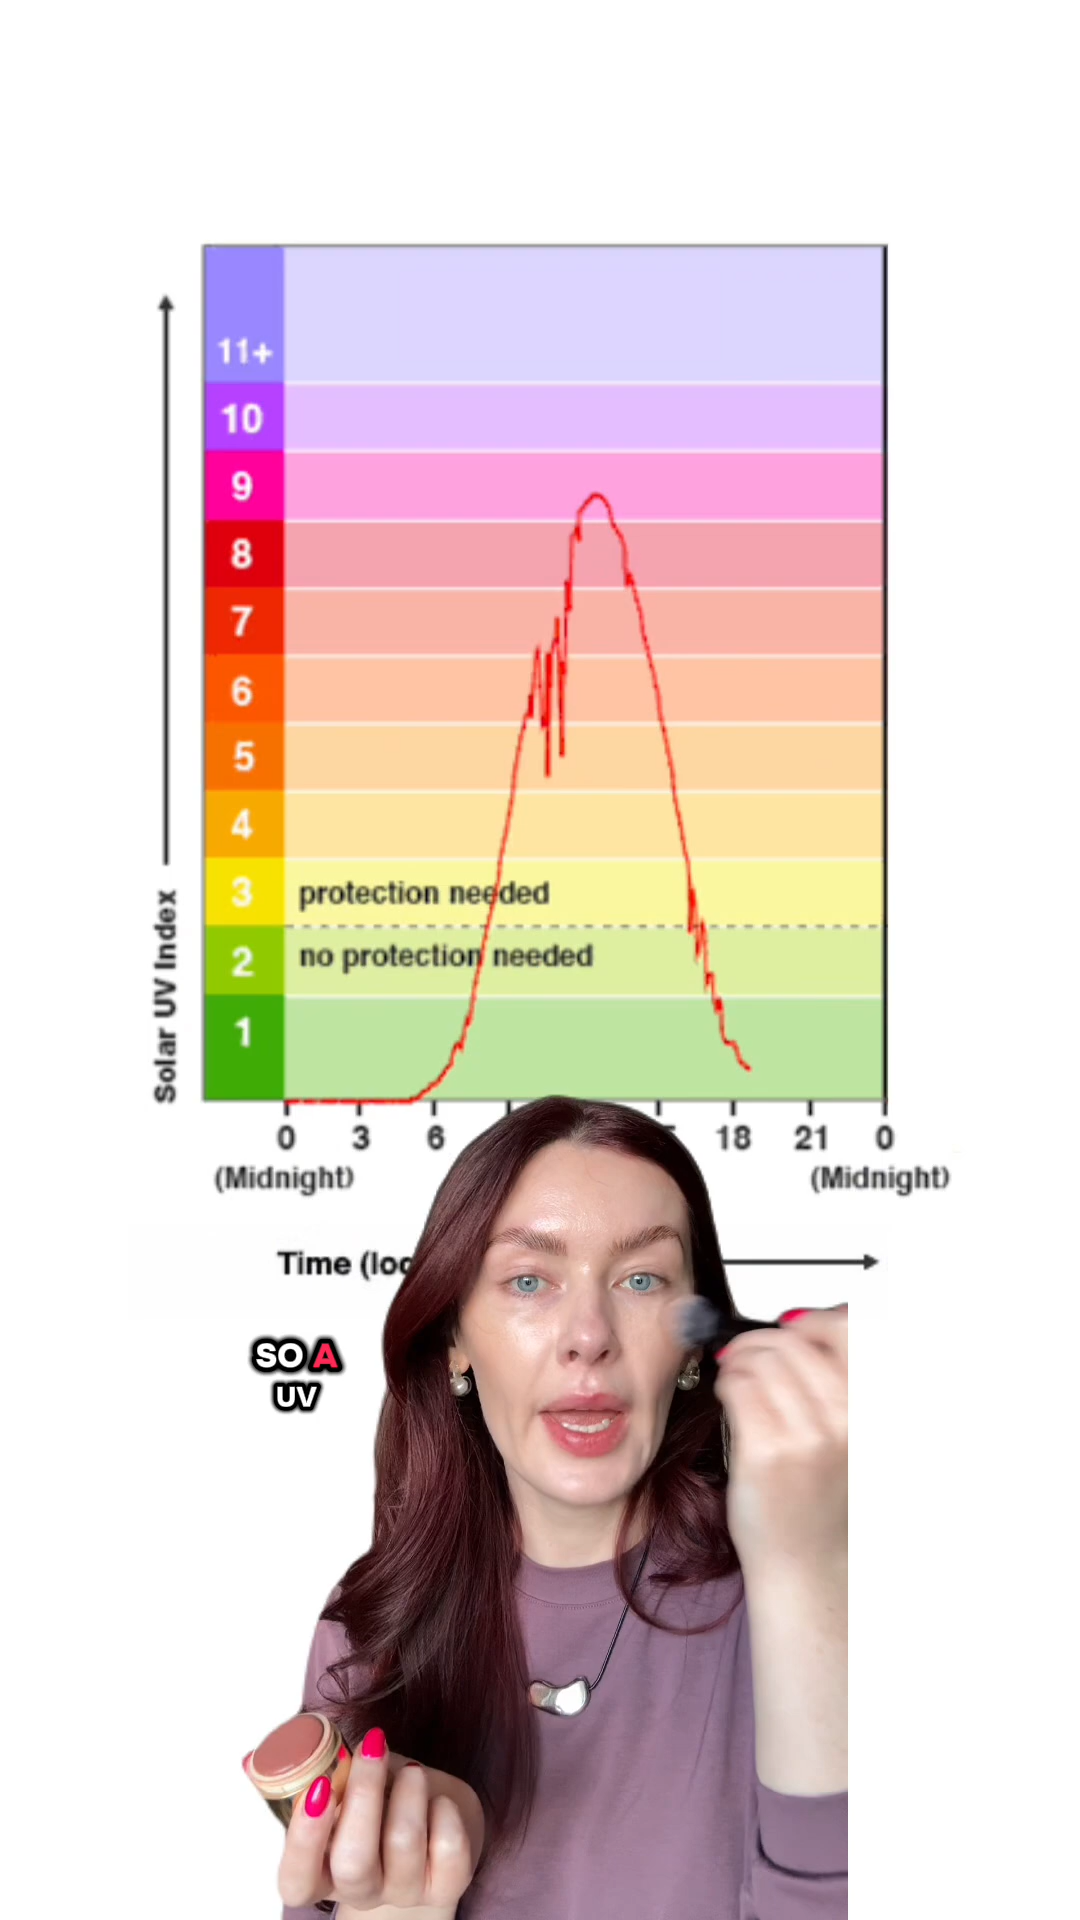 11+
10
9
8
7
6
5
4
3 protection needed
2 no protection needed
1
Solar UV Index
0 3 6 18 21 0
(Midnight) (Midnight)
Time (loc
SO A
UV